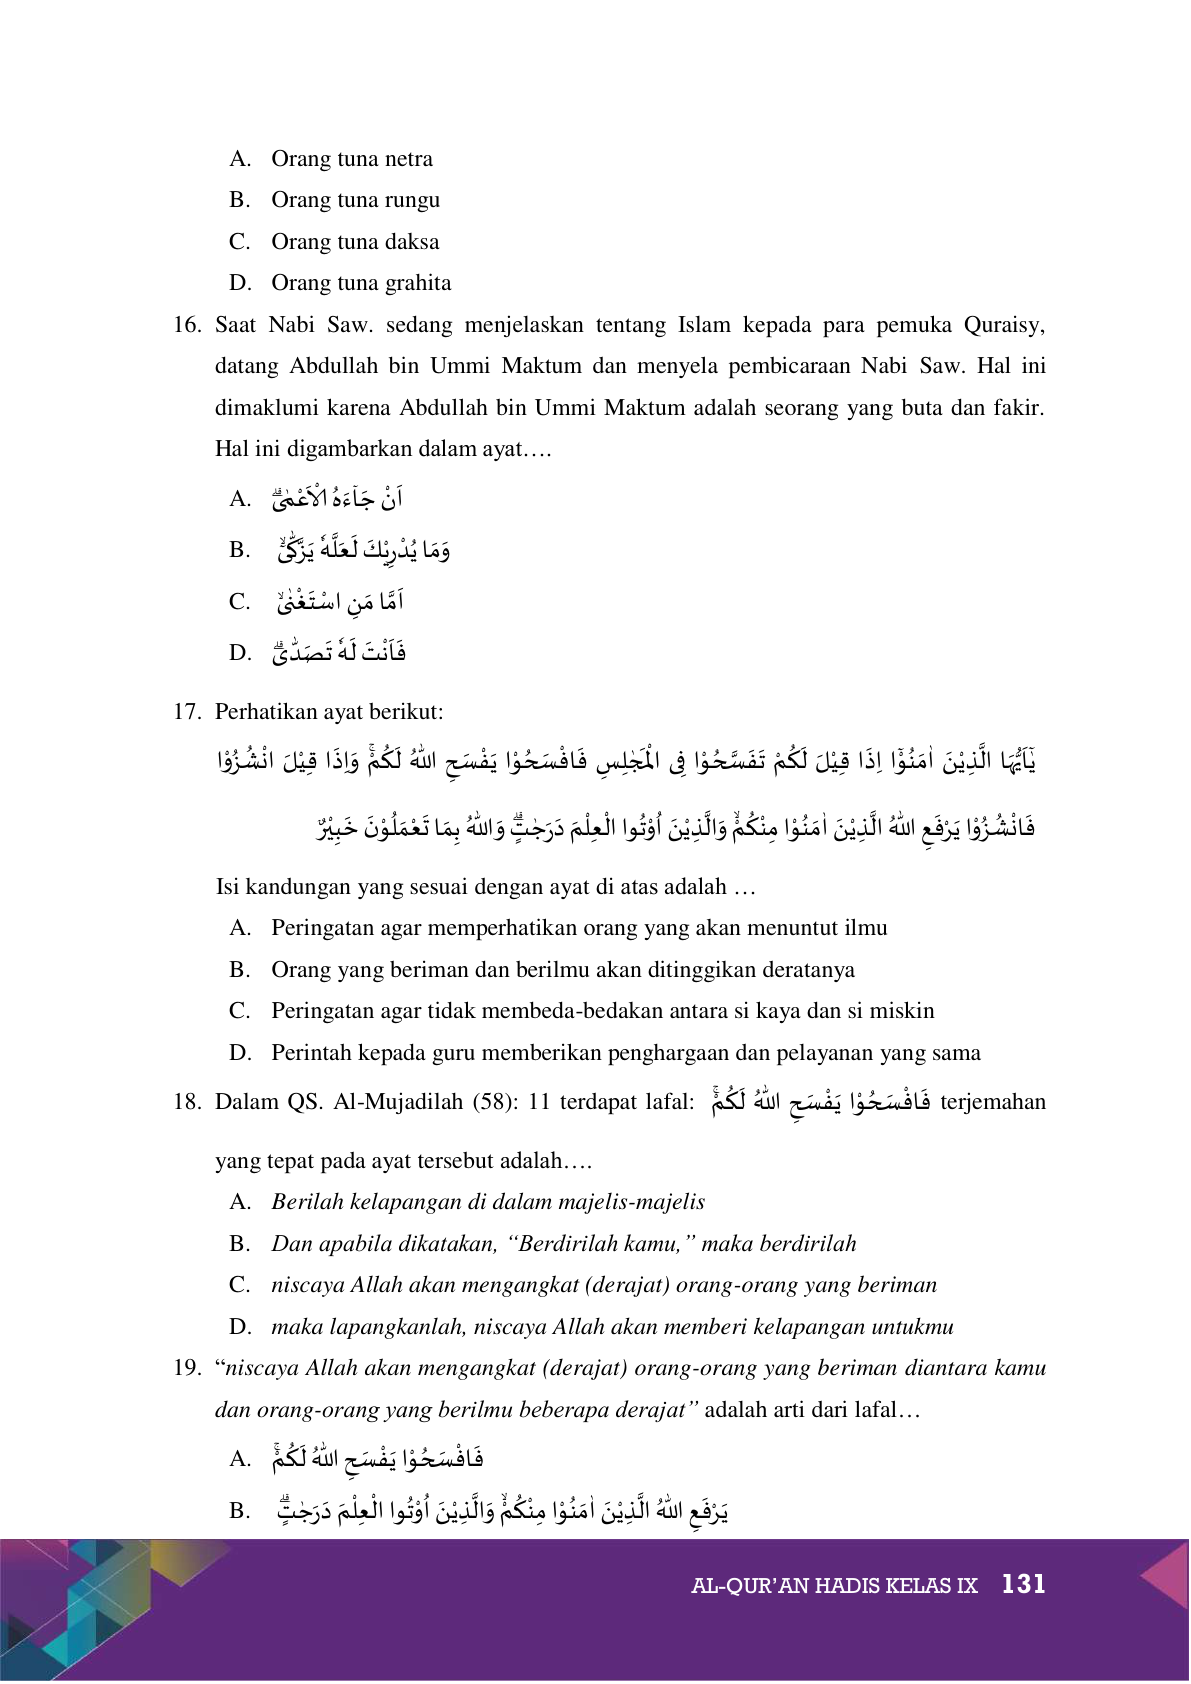 A. Orang tuna netra
B. Orang tuna rungu
C. Orang tuna daksa
D. Orang tuna grahita
16. Saat Nabi Saw. sedang menjelaskan tentang Islam kepada para pemuka Quraisy,
datang Abdullah bin Ummi Maktum dan menyela pembicaraan Nabi Saw. Hal ini
dimaklumi karena Abdullah bin Ummi Maktum adalah seorang yang buta dan fakir.
Hal ini digambarkan dalam ayat….
A. اَنْ جَاۤءَهُ الْاَعْمٰىۗ
B. وَمَا يُدْرِيْكَ لَعَلَّهٗ يَزَّكّٰىٓۙ
C. اَمَّا مَنِ اسْتَغْنٰىۙ
D. فَاَنْتَ لَهٗ تَصَدّٰىۗ
17. Perhatikan ayat berikut:
يٰٓاَيُّهَا الَّذِيْنَ اٰمَنُوْٓا اِذَا قِيْلَ لَكُمْ تَفَسَّحُوْا فِى الْمَجٰلِسِ فَافْسَحُوْا يَفْسَحِ اللّٰهُ لَكُمْۚ وَاِذَا قِيْلَ انْشُزُوْا
فَانْشُزُوْا يَرْفَعِ اللّٰهُ الَّذِيْنَ اٰمَنُوْا مِنْكُمْۙ وَالَّذِيْنَ اُوْتُوا الْعِلْمَ دَرَجٰتٍۗ وَاللّٰهُ بِمَا تَعْمَلُوْنَ خَبِيْرٌ
Isi kandungan yang sesuai dengan ayat di atas adalah …
A. Peringatan agar memperhatikan orang yang akan menuntut ilmu
B. Orang yang beriman dan berilmu akan ditinggikan deratanya
C. Peringatan agar tidak membeda-bedakan antara si kaya dan si miskin
D. Perintah kepada guru memberikan penghargaan dan pelayanan yang sama
18. Dalam QS. Al-Mujadilah (58): 11 terdapat lafal: فَافْسَحُوْا يَفْسَحِ اللّٰهُ لَكُمْۚ terjemahan
yang tepat pada ayat tersebut adalah….
A. Berilah kelapangan di dalam majelis-majelis
B. Dan apabila dikatakan, “Berdirilah kamu,” maka berdirilah
C. niscaya Allah akan mengangkat (derajat) orang-orang yang beriman
D. maka lapangkanlah, niscaya Allah akan memberi kelapangan untukmu
19. “niscaya Allah akan mengangkat (derajat) orang-orang yang beriman diantara kamu
dan orang-orang yang berilmu beberapa derajat” adalah arti dari lafal…
A. فَافْسَحُوْا يَفْسَحِ اللّٰهُ لَكُمْۚ
B. يَرْفَعِ اللّٰهُ الَّذِيْنَ اٰمَنُوْا مِنْكُمْۙ وَالَّذِيْنَ اُوْتُوا الْعِلْمَ دَرَجٰتٍۗ
AL-QUR’AN HADIS KELAS IX 131